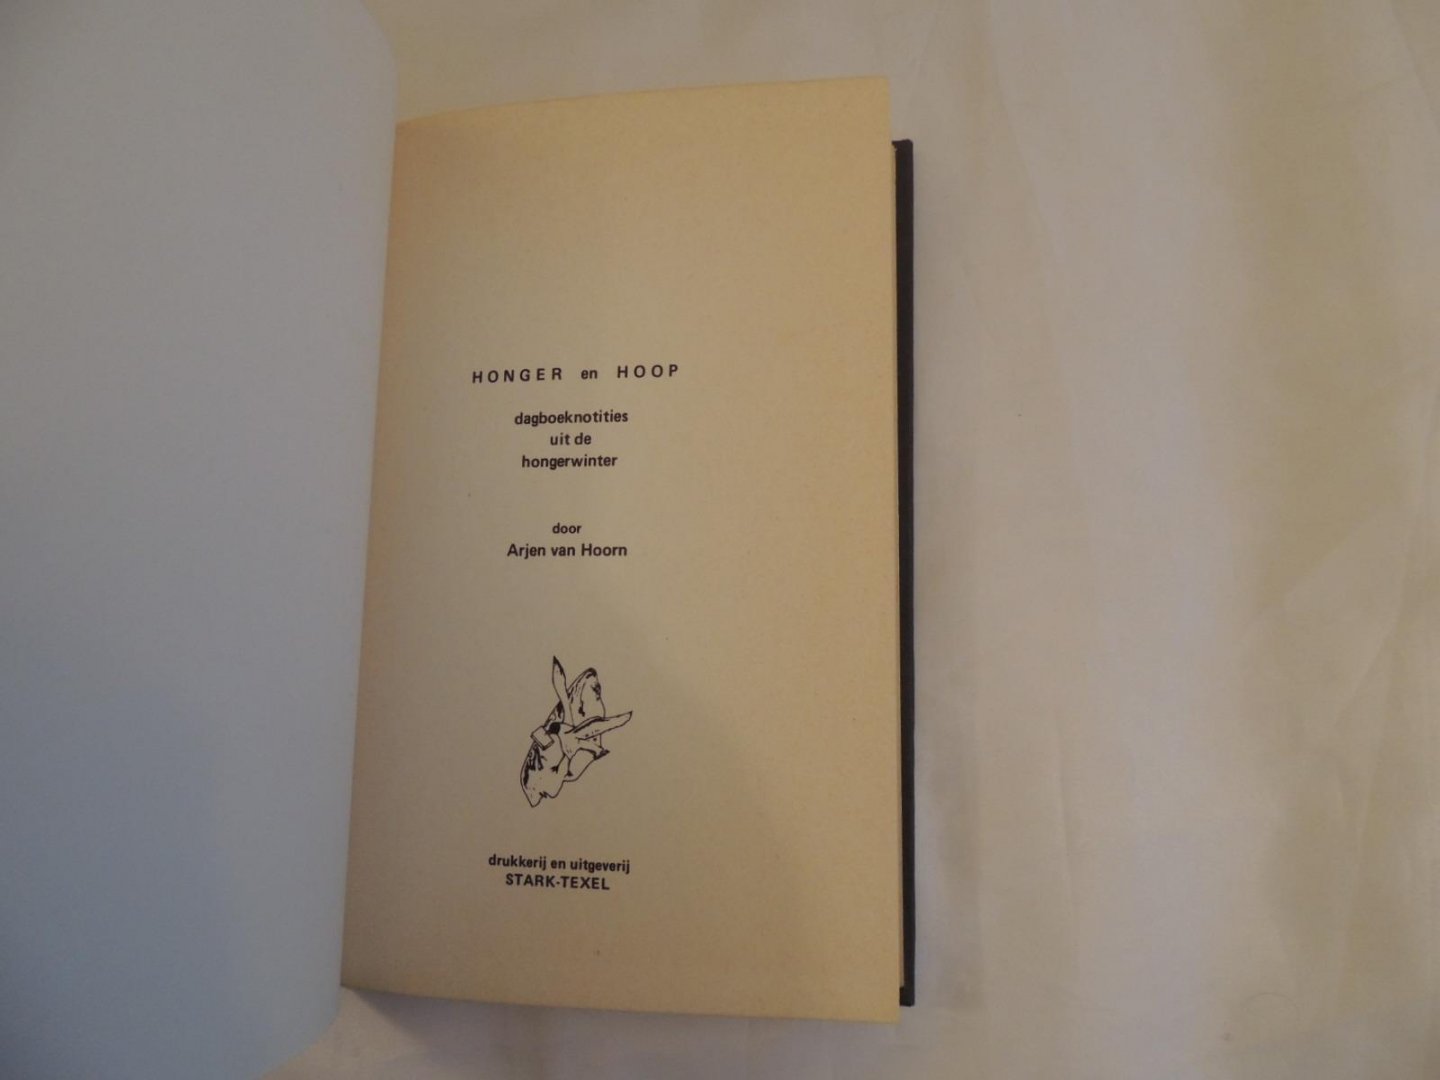 HONGER en HOOP
dagboeknotities
uit de
hongerwinter
door
Arjen van Hoorn
drukkerij en uitgeverij
STARK-TEXEL